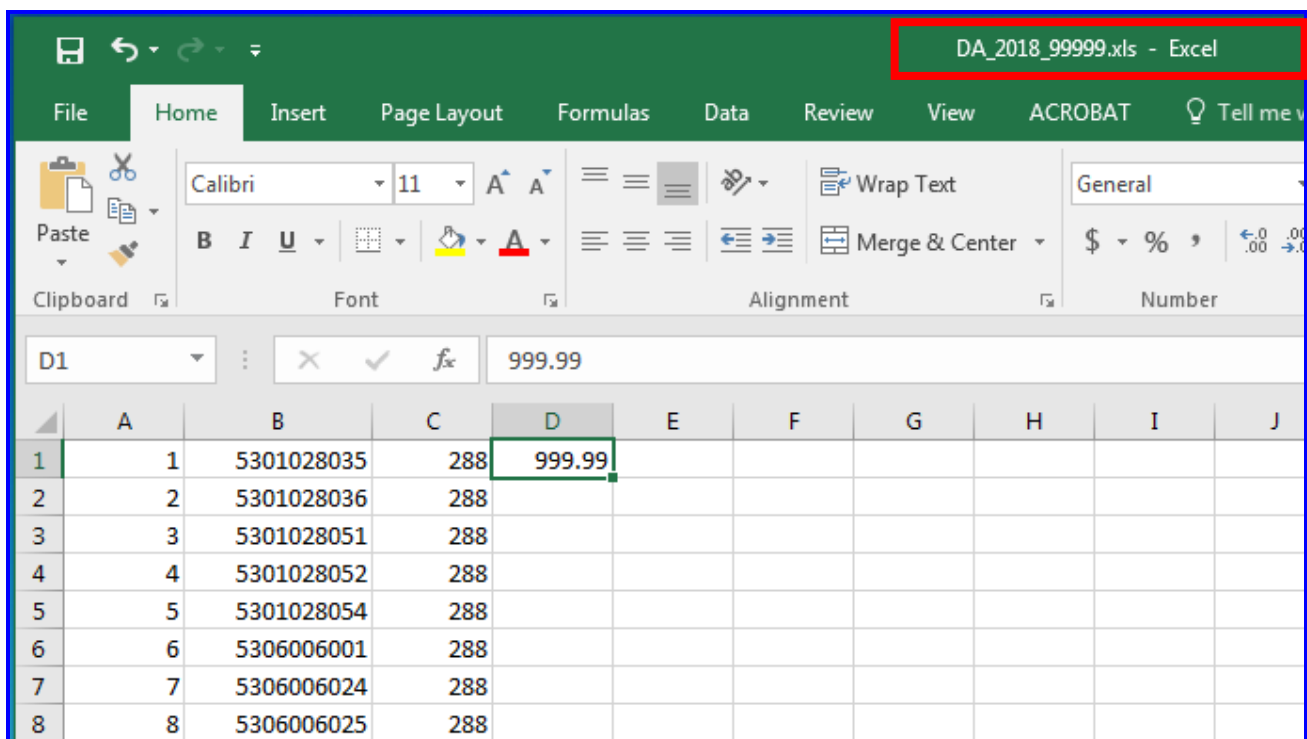 DA_2018_99999.xls - Excel
File Home Insert Page Layout Formulas Data Review View ACROBAT Tell me
Calibri 11 A A Wrap Text General
Paste B I U A Merge & Center $ % , .00
Clipboard Font Alignment Number
D1 fx 999.99
A B C D E F G H I J
1 1 5301028035 288 999.99
2 2 5301028036 288
3 3 5301028051 288
4 4 5301028052 288
5 5 5301028054 288
6 6 5306006001 288
7 7 5306006024 288
8 8 5306006025 288